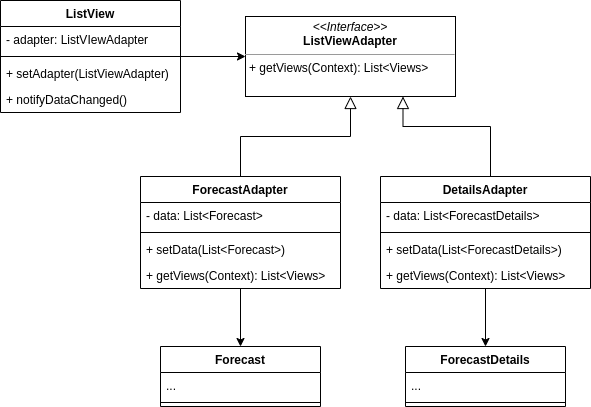 ListView
- adapter: ListVIewAdapter
+ setAdapter(ListViewAdapter)
+ notifyDataChanged()
<<Interface>>
ListViewAdapter
+ getViews(Context): List<Views>
ForecastAdapter
- data: List<Forecast>
+ setData(List<Forecast>)
+ getViews(Context): List<Views>
DetailsAdapter
- data: List<ForecastDetails>
+ setData(List<ForecastDetails>)
+ getViews(Context): List<Views>
Forecast
...
ForecastDetails
...